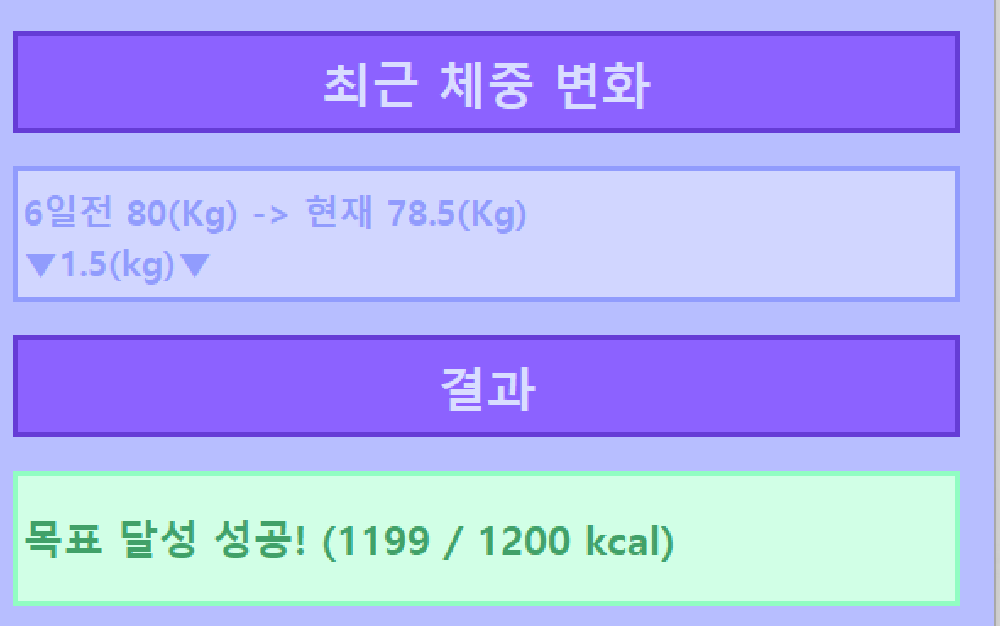 최근 체중 변화
6일전 80(Kg) -> 현재 78.5(Kg)
▼1.5(kg)▼
결과
목표 달성 성공! (1199 / 1200 kcal)